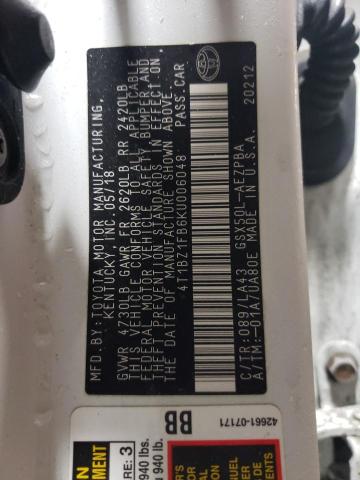 MFD. BY: TOYOTA MOTOR MANUFACTURING,
KENTUCKY, INC. 05/18
GVWR 4730LB GAWR FR 2620LB RR 2420LB
THIS VEHICLE CONFORMS TO ALL APPLICABLE
FEDERAL MOTOR VEHICLE SAFETY, BUMPER AND
THEFT PREVENTION STANDARDS IN EFFECT ON
THE DATE OF MANUFACTURE SHOWN ABOVE.
4T1BZ1FB6KU006048 PASS.CAR
C/TR: 089/LA43 GSX50L-AEZPBA
A/TM: -01A/UA80E MADE IN U.S.A. 20212
42661-07171
BB
3
940 lbs.
940 lb.